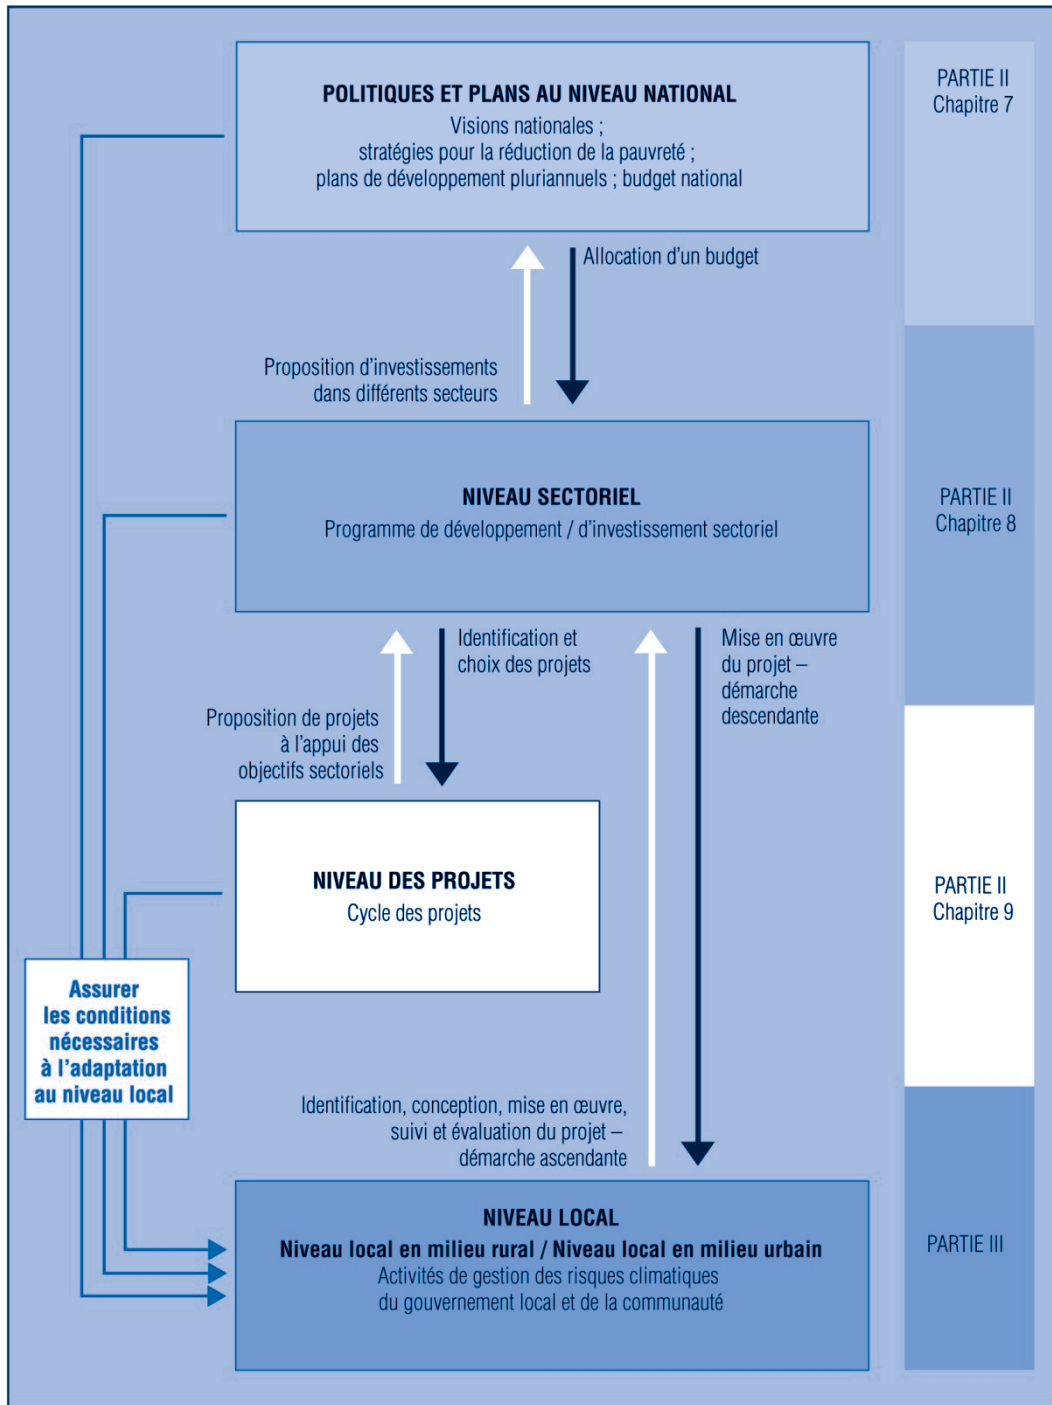 POLITIQUES ET PLANS AU NIVEAU NATIONAL
Visions nationales ;
stratégies pour la réduction de la pauvreté ;
plans de développement pluriannuels ; budget national
PARTIE II
Chapitre 7
Allocation d’un budget
Proposition d’investissements
dans différents secteurs
NIVEAU SECTORIEL
Programme de développement / d’investissement sectoriel
PARTIE II
Chapitre 8
Identification et
choix des projets
Mise en œuvre
du projet –
démarche
descendante
Proposition de projets
à l’appui des
objectifs sectoriels
NIVEAU DES PROJETS
Cycle des projets
PARTIE II
Chapitre 9
Assurer
les conditions
nécessaires
à l’adaptation
au niveau local
Identification, conception, mise en œuvre,
suivi et évaluation du projet –
démarche ascendante
NIVEAU LOCAL
Niveau local en milieu rural / Niveau local en milieu urbain
Activités de gestion des risques climatiques
du gouvernement local et de la communauté
PARTIE III